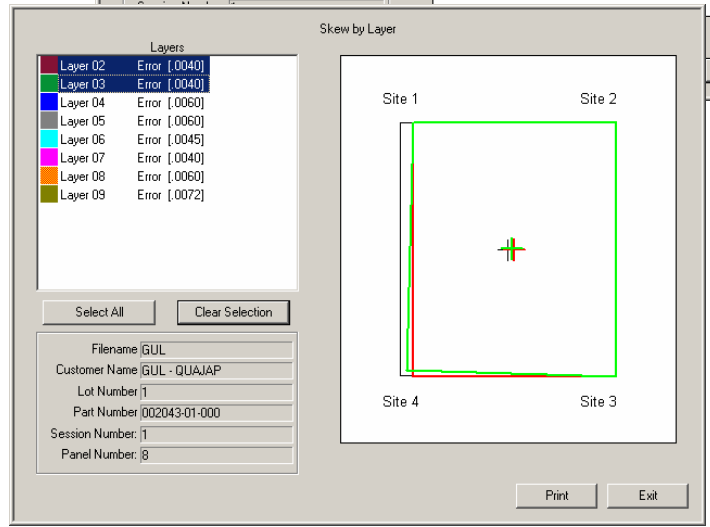 Skew by Layer
Layers
Layer 02 Error [.0040]
Layer 03 Error [.0040]
Layer 04 Error [.0060]
Layer 05 Error [.0060]
Layer 06 Error [.0045]
Layer 07 Error [.0040]
Layer 08 Error [.0060]
Layer 09 Error [.0072]
Site 1 Site 2
Site 4 Site 3
Select All Clear Selection
Filename GUL
Customer Name GUL - QUAJAP
Lot Number 1
Part Number 002043-01-000
Session Number: 1
Panel Number: 8
Print Exit